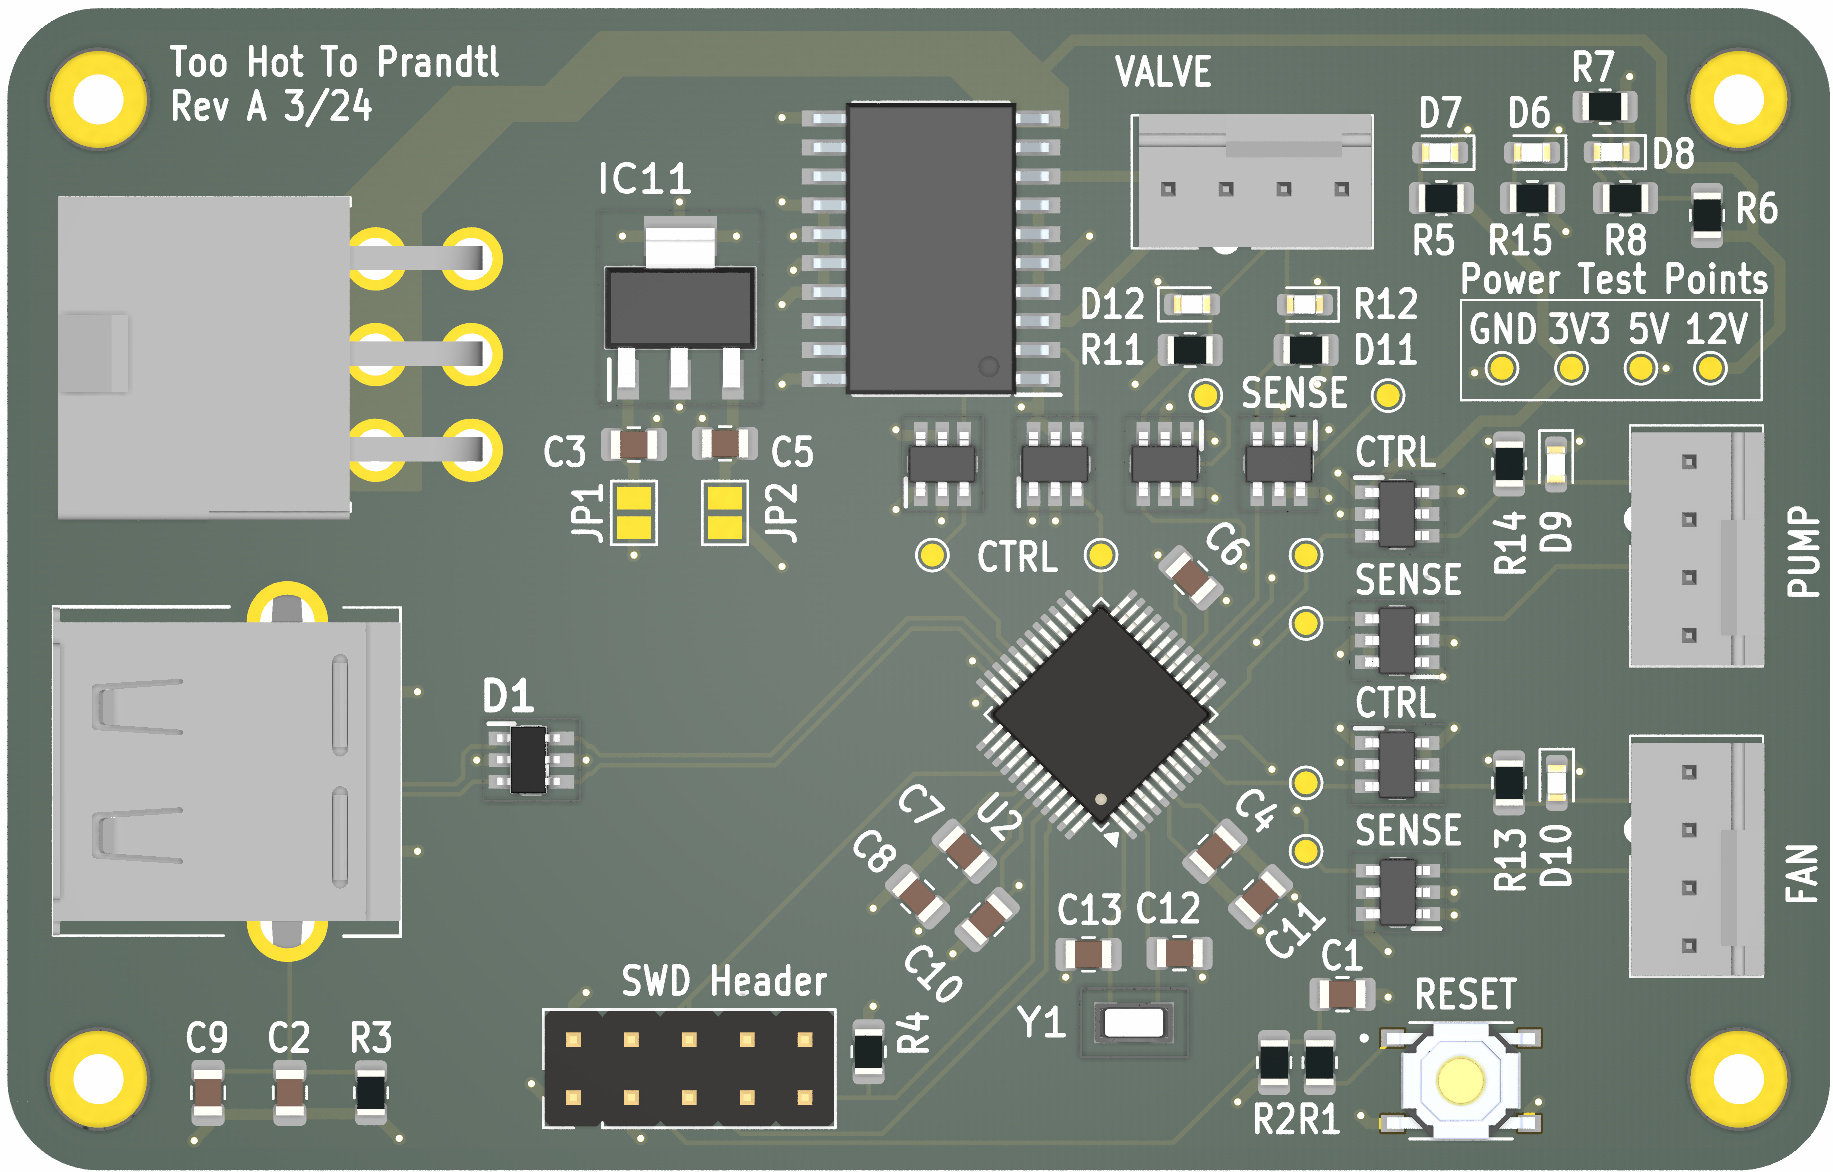 Too Hot To Prandtl
Rev A 3/24
VALVE
R7
D7
D6
D8
IC11
R6
R5
R15
R8
Power Test Points
GND 3V3 5V 12V
D12
R12
R11
D11
SENSE
C3
C5
CTRL
JP1
JP2
R14
D9
PUMP
CTRL
C6
SENSE
D1
CTRL
C7
U2
C4
SENSE
C8
R13
D10
FAN
C13
C12
C11
C10
C1
SWD Header
RESET
Y1
R4
C9
C2
R3
R2
R1